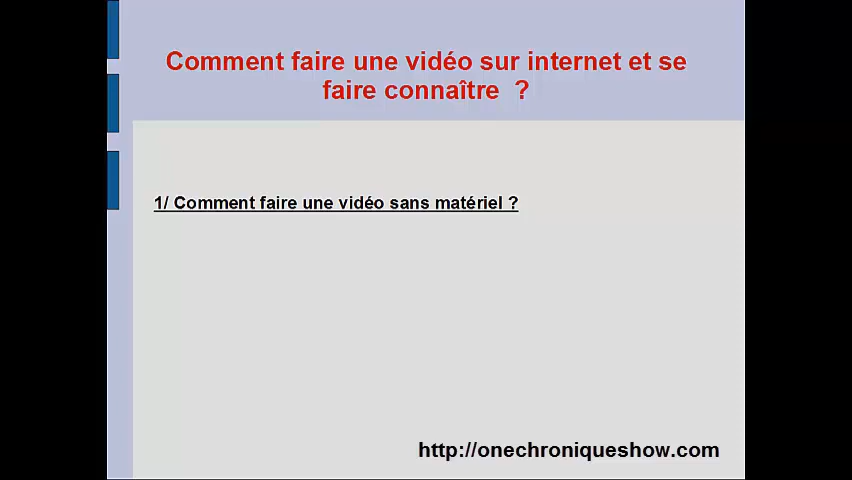 Comment faire une vidéo sur internet et se
faire connaître ?
1/ Comment faire une vidéo sans matériel ?
http://onechroniqueshow.com